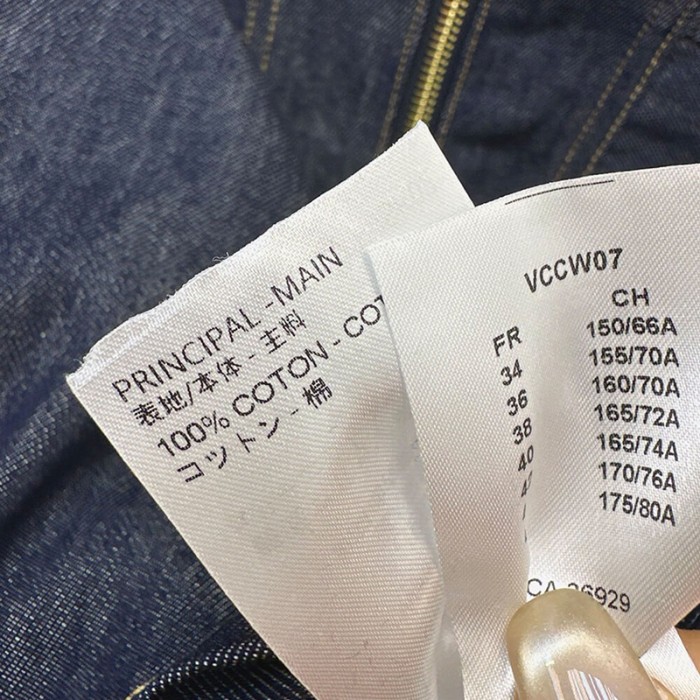 PRINCIPAL - MAIN
表地/本体 - 主料
100% COTON - COT
コットン - 棉
VCCW07
FR CH
34 150/66A
36 155/70A
38 160/70A
40 165/72A
165/74A
170/76A
175/80A
CA 36929